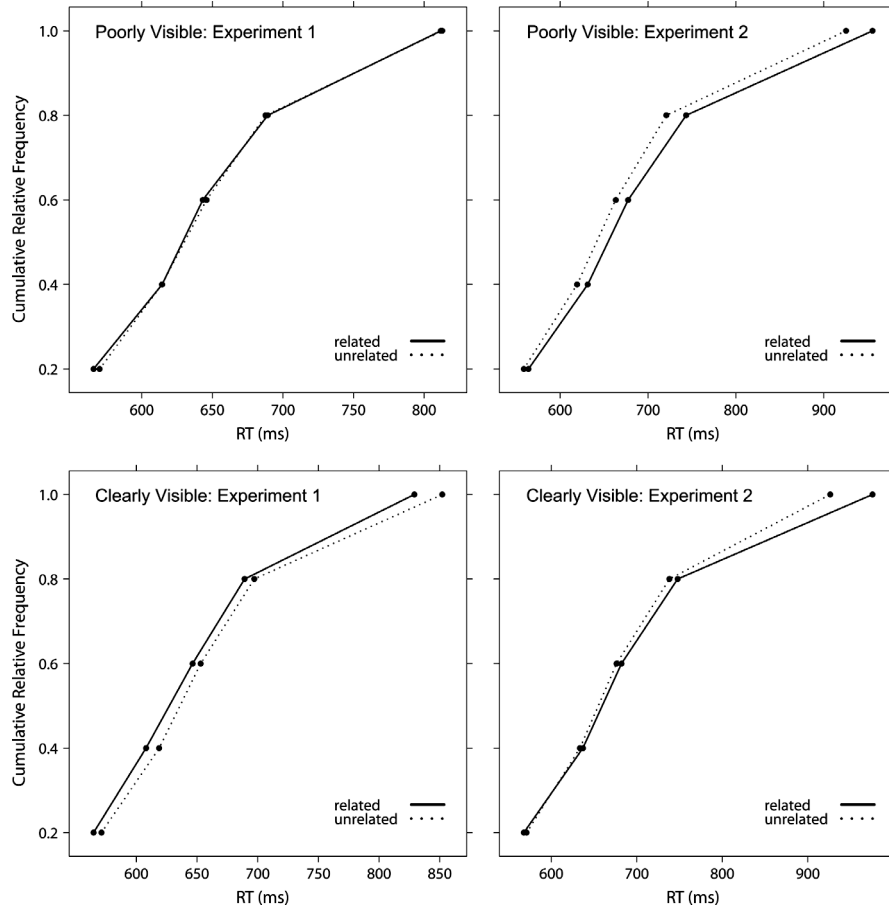 Poorly Visible: Experiment 1
Cumulative Relative Frequency
1.0
0.8
0.6
0.4
0.2
related
unrelated
600 650 700 750 800
RT (ms)
Poorly Visible: Experiment 2
related
unrelated
600 700 800 900
RT (ms)
Clearly Visible: Experiment 1
Cumulative Relative Frequency
1.0
0.8
0.6
0.4
0.2
related
unrelated
600 650 700 750 800 850
RT (ms)
Clearly Visible: Experiment 2
related
unrelated
600 700 800 900
RT (ms)